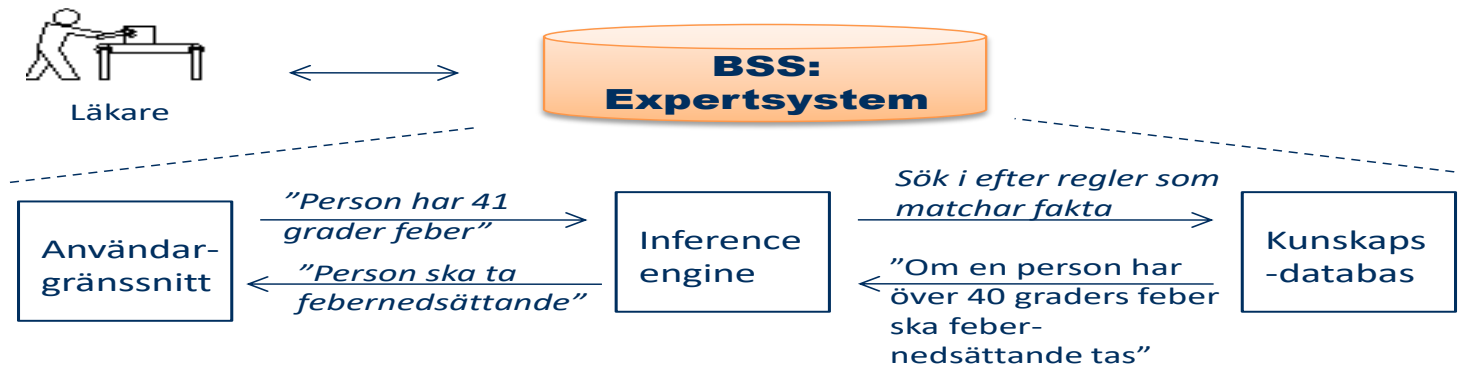 BSS:
Expertsystem
Läkare
Användar-
gränssnitt
”Person har 41
grader feber”
”Person ska ta
febernedsättande”
Inference
engine
Sök i efter regler som
matchar fakta
”Om en person har
över 40 graders feber
ska feber-
nedsättande tas”
Kunskaps
-databas